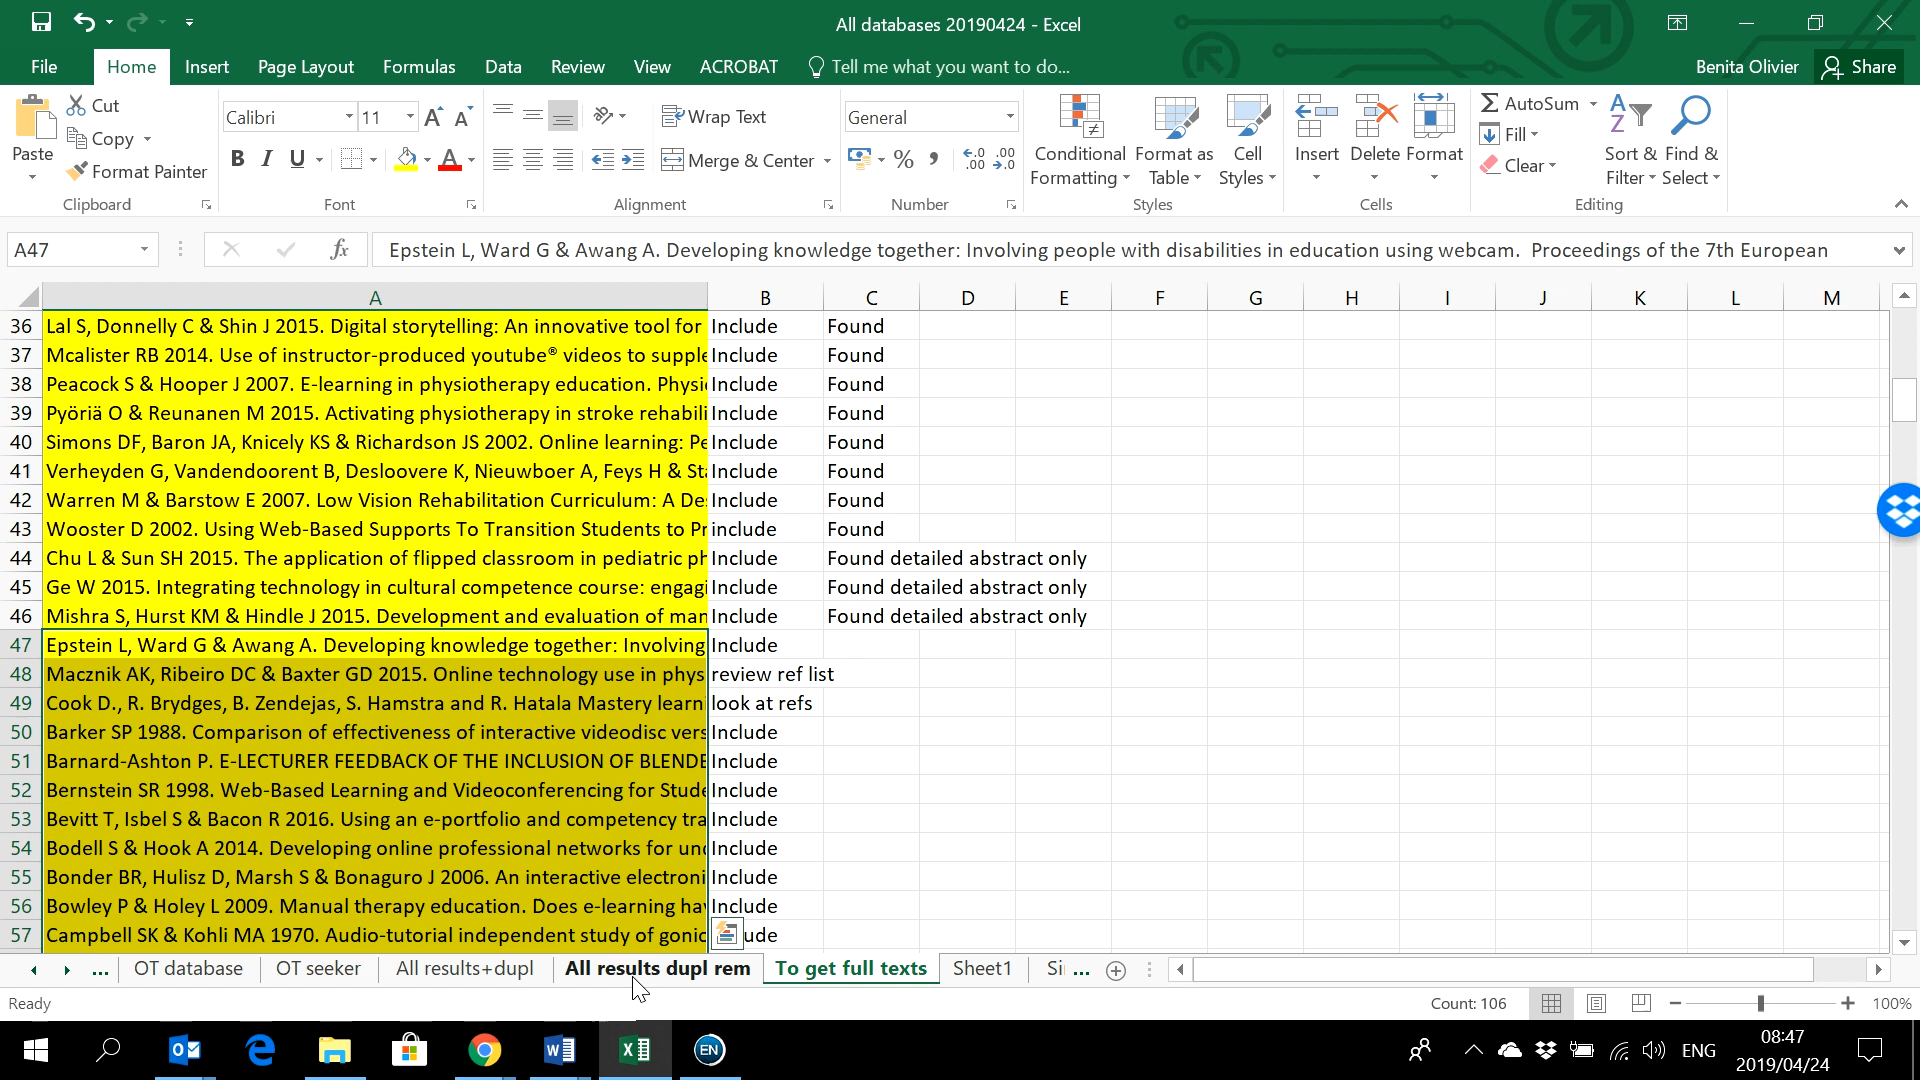 All databases 20190424 - Excel
File Home Insert Page Layout Formulas Data Review View ACROBAT Tell me what you want to do... Benita Olivier Share
Paste Cut Copy Format Painter Clipboard
Calibri 11 B I U A Font
Wrap Text Merge & Center Alignment
General % Number
Conditional Formatting Format as Table Cell Styles Styles
Insert Delete Format Cells
AutoSum Fill Clear Sort & Filter Find & Select Editing
A47 fx Epstein L, Ward G & Awang A. Developing knowledge together: Involving people with disabilities in education using webcam. Proceedings of the 7th European
A B C D E F G H I J K L M
36 Lal S, Donnelly C & Shin J 2015. Digital storytelling: An innovative tool for Include Found
37 Mcalister RB 2014. Use of instructor-produced youtube® videos to supple Include Found
38 Peacock S & Hooper J 2007. E-learning in physiotherapy education. Physi Include Found
39 Pyöriä O & Reunanen M 2015. Activating physiotherapy in stroke rehabili Include Found
40 Simons DF, Baron JA, Knicely KS & Richardson JS 2002. Online learning: Pe Include Found
41 Verheyden G, Vandendoorent B, Desloovere K, Nieuwboer A, Feys H & Sta Include Found
42 Warren M & Barstow E 2007. Low Vision Rehabilitation Curriculum: A De Include Found
43 Wooster D 2002. Using Web-Based Supports To Transition Students to Pr include Found
44 Chu L & Sun SH 2015. The application of flipped classroom in pediatric ph Include Found detailed abstract only
45 Ge W 2015. Integrating technology in cultural competence course: engagi Include Found detailed abstract only
46 Mishra S, Hurst KM & Hindle J 2015. Development and evaluation of man Include Found detailed abstract only
47 Epstein L, Ward G & Awang A. Developing knowledge together: Involving Include
48 Macznik AK, Ribeiro DC & Baxter GD 2015. Online technology use in phys review ref list
49 Cook D., R. Brydges, B. Zendejas, S. Hamstra and R. Hatala Mastery learn look at refs
50 Barker SP 1988. Comparison of effectiveness of interactive videodisc vers Include
51 Barnard-Ashton P. E-LECTURER FEEDBACK OF THE INCLUSION OF BLENDE Include
52 Bernstein SR 1998. Web-Based Learning and Videoconferencing for Stude Include
53 Bevitt T, Isbel S & Bacon R 2016. Using an e-portfolio and competency tra Include
54 Bodell S & Hook A 2014. Developing online professional networks for und Include
55 Bonder BR, Hulisz D, Marsh S & Bonaguro J 2006. An interactive electroni Include
56 Bowley P & Holey L 2009. Manual therapy education. Does e-learning hav Include
57 Campbell SK & Kohli MA 1970. Audio-tutorial independent study of gonio ude
... OT database OT seeker All results+dupl All results dupl rem To get full texts Sheet1 Si ...
Ready Count: 106 100%
EN ENG 08:47
2019/04/24